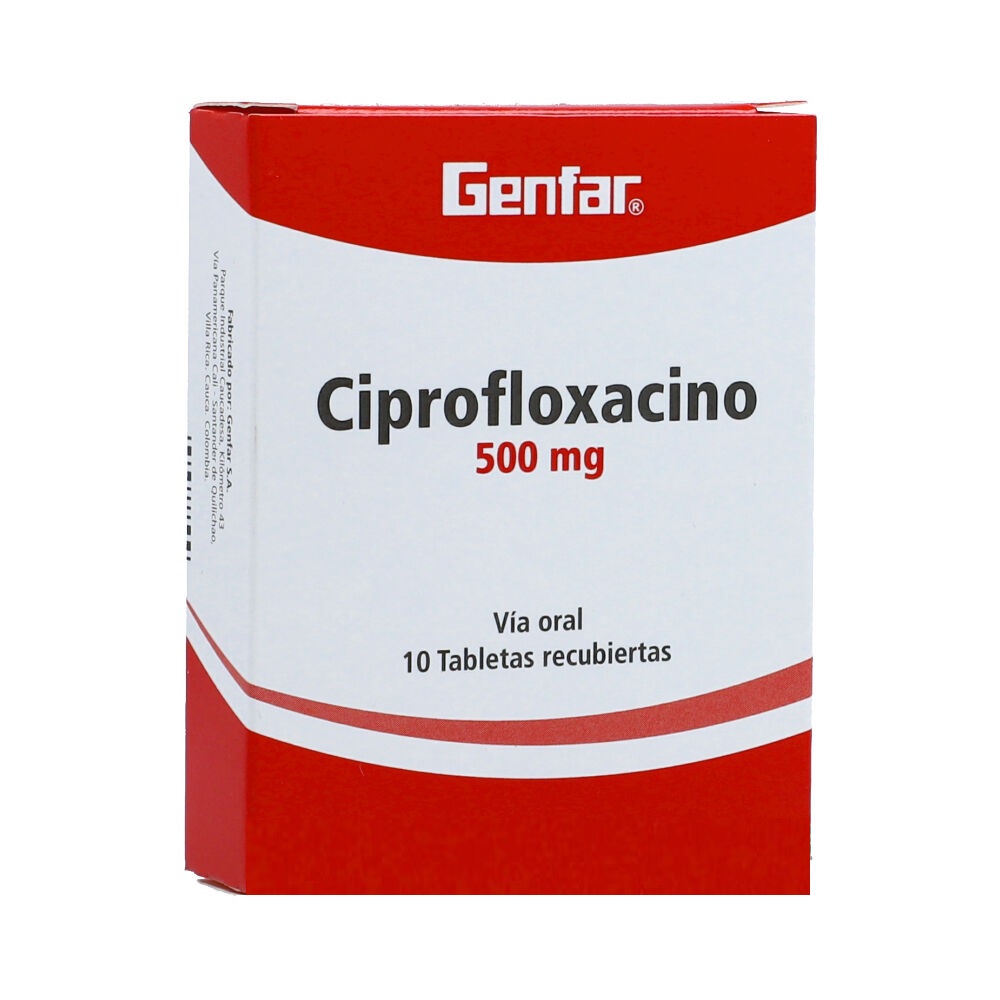 Genfar®
Ciprofloxacino
500 mg
Vía oral
10 Tabletas recubiertas
Fabricado por: Genfar S.A.
Parque Industrial Caucadesa, Kilómetro 43
Vía Panamericana Cali - Santander de Quilichao,
Villa Rica, Cauca. Colombia.